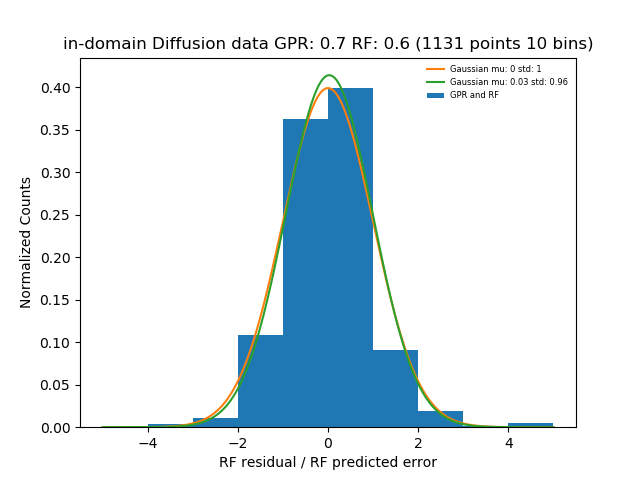 in-domain Diffusion data GPR: 0.7 RF: 0.6 (1131 points 10 bins)
Gaussian mu: 0 std: 1
Gaussian mu: 0.03 std: 0.96
GPR and RF
Normalized Counts
0.40
0.35
0.30
0.25
0.20
0.15
0.10
0.05
0.00
−4 −2 0 2 4
RF residual / RF predicted error